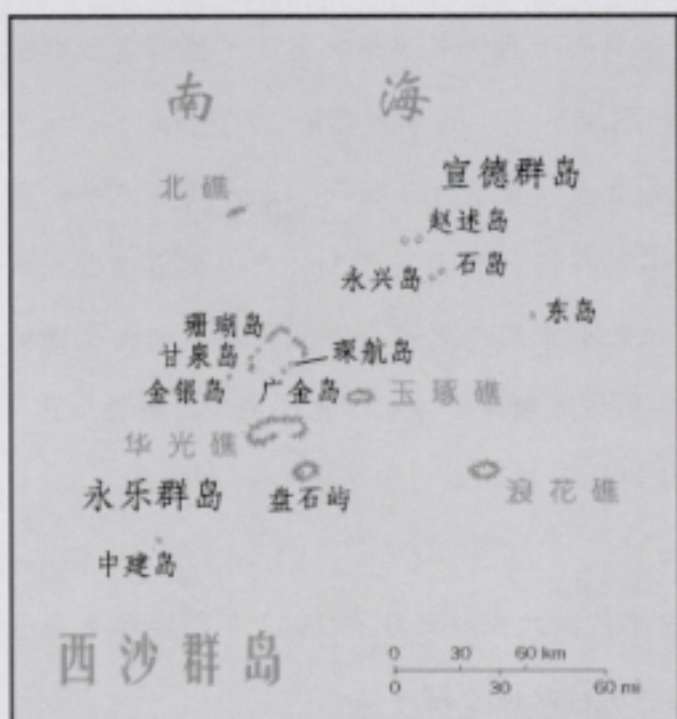 南 海
宣德群岛
北礁
赵述岛
石岛
永兴岛
东岛
珊瑚岛
甘泉岛
琛航岛
金银岛
广金岛
玉琢礁
华光礁
永乐群岛
盘石屿
浪花礁
中建岛
西沙群岛
0 30 60 km
0 30 60 mi